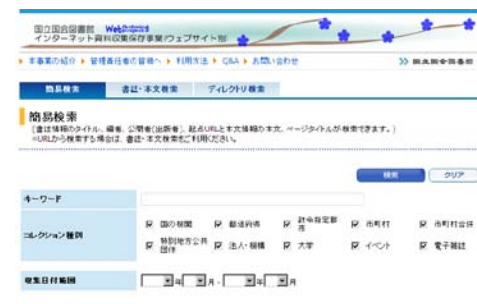 国立国会図書館
インターネット資料収集保存事業(ウェブサイト別)
本事業の紹介 管理責任者の皆様へ 利用方法 Q&A お問い合わせ
簡易検索 書誌・本文検索 ディレクトリ検索
簡易検索
(書誌情報のタイトル、編者、公開者(出版者)、起点URLと本文情報の本文、ページタイトルが検索できます。)
※URLから検索する場合は、書誌・本文検索をご利用ください。
検索 クリア
キーワード
コレクション種別
国の機関 都道府県 政令指定都市 市町村 市町村合併
特別地方公共団体 法人・機構 大学 イベント 電子雑誌
収集日付範囲
年 月 - 年 月